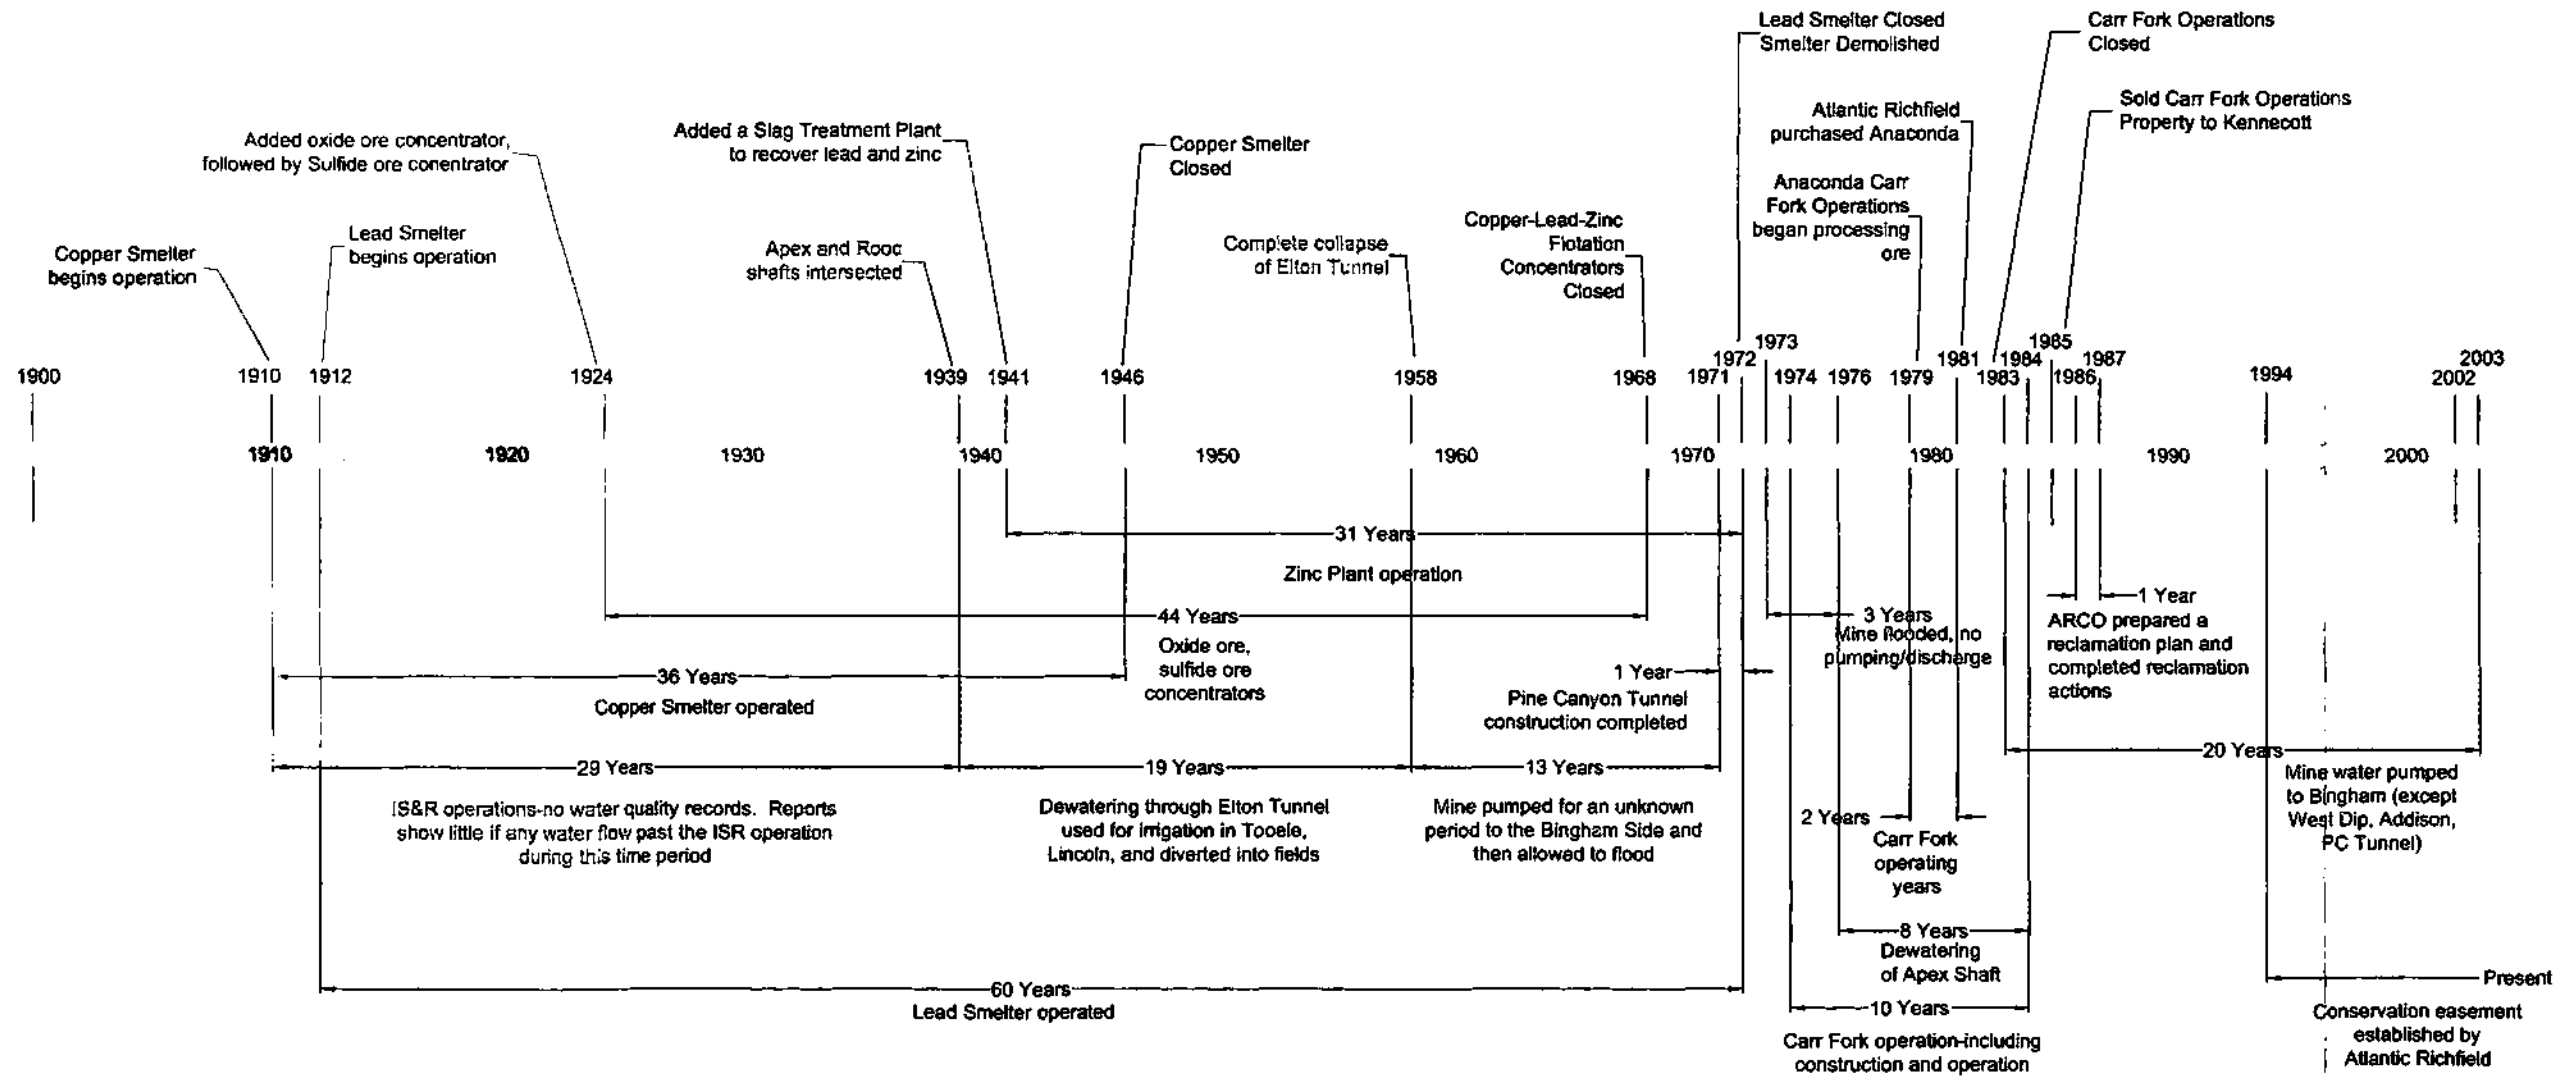 Lead Smelter Closed
Smelter Demolished
Carr Fork Operations
Closed
Sold Carr Fork Operations
Property to Kennecott
Atlantic Richfield
purchased Anaconda
Added a Slag Treatment Plant
to recover lead and zinc
Added oxide ore concentrator,
followed by Sulfide ore conentrator
Copper Smelter
Closed
Anaconda Carr
Fork Operations
began processing
ore
Copper-Lead-Zinc
Flotation
Concentrators
Closed
Lead Smelter
begins operation
Copper Smelter
begins operation
Apex and Rooc
shafts intersected
Complete collapse
of Elton Tunnel
1900
1910
1912
1924
1939
1941
1946
1958
1968
1971
1972
1973
1974
1976
1979
1981
1983
1984
1985
1986
1987
1994
2002
2003
1910
1920
1930
1940
1950
1960
1970
1980
1990
2000
31 Years
Zinc Plant operation
44 Years
Oxide ore,
sulfide ore
concentrators
3 Years
Mine flooded, no
pumping/discharge
1 Year
ARCO prepared a
reclamation plan and
completed reclamation
actions
36 Years
Copper Smelter operated
1 Year
Pine Canyon Tunnel
construction completed
29 Years
IS&R operations-no water quality records. Reports
show little if any water flow past the ISR operation
during this time period
19 Years
Dewatering through Elton Tunnel
used for irrigation in Tooele,
Lincoln, and diverted into fields
13 Years
Mine pumped for an unknown
period to the Bingham Side and
then allowed to flood
20 Years
Mine water pumped
to Bingham (except
West Dip, Addison,
PC Tunnel)
2 Years
Carr Fork
operating
years
8 Years
Dewatering
of Apex Shaft
60 Years
Lead Smelter operated
10 Years
Carr Fork operation-including
construction and operation
Present
Conservation easement
established by
Atlantic Richfield